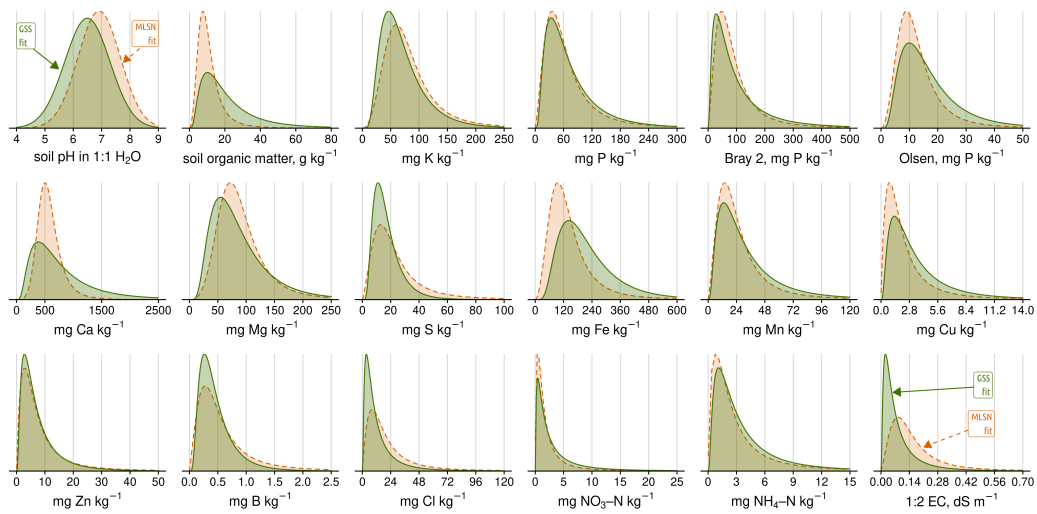 GSS
fit
MLSN
fit
4 5 6 7 8 9
0 20 40 60 80
0 50 100 150 200 250
0 60 120 180 240 300
0 100 200 300 400 500
0 10 20 30 40 50
soil pH in 1:1 H₂O
soil organic matter, g kg⁻¹
mg K kg⁻¹
mg P kg⁻¹
Bray 2, mg P kg⁻¹
Olsen, mg P kg⁻¹
0 500 1500 2500
0 50 100 150 200 250
0 20 40 60 80 100
0 120 240 360 480 600
0 24 48 72 96 120
0.0 2.8 5.6 8.4 11.2 14.0
mg Ca kg⁻¹
mg Mg kg⁻¹
mg S kg⁻¹
mg Fe kg⁻¹
mg Mn kg⁻¹
mg Cu kg⁻¹
GSS
fit
MLSN
fit
0 10 20 30 40 50
0.0 0.5 1.0 1.5 2.0 2.5
0 24 48 72 96 120
0 5 10 15 20 25
0 3 6 9 12 15
0.00 0.14 0.28 0.42 0.56 0.70
mg Zn kg⁻¹
mg B kg⁻¹
mg Cl kg⁻¹
mg NO₃–N kg⁻¹
mg NH₄–N kg⁻¹
1:2 EC, dS m⁻¹